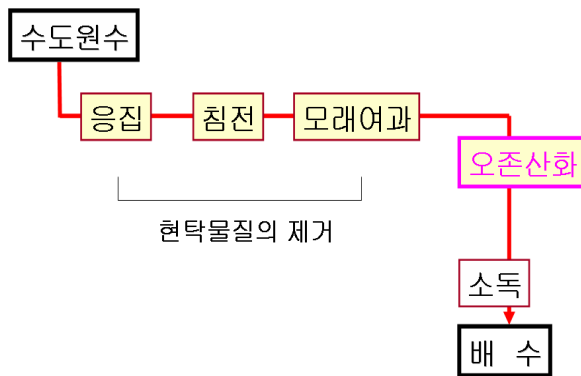 수도원수
응집
침전
모래여과
오존산화
현탁물질의 제거
소독
배 수